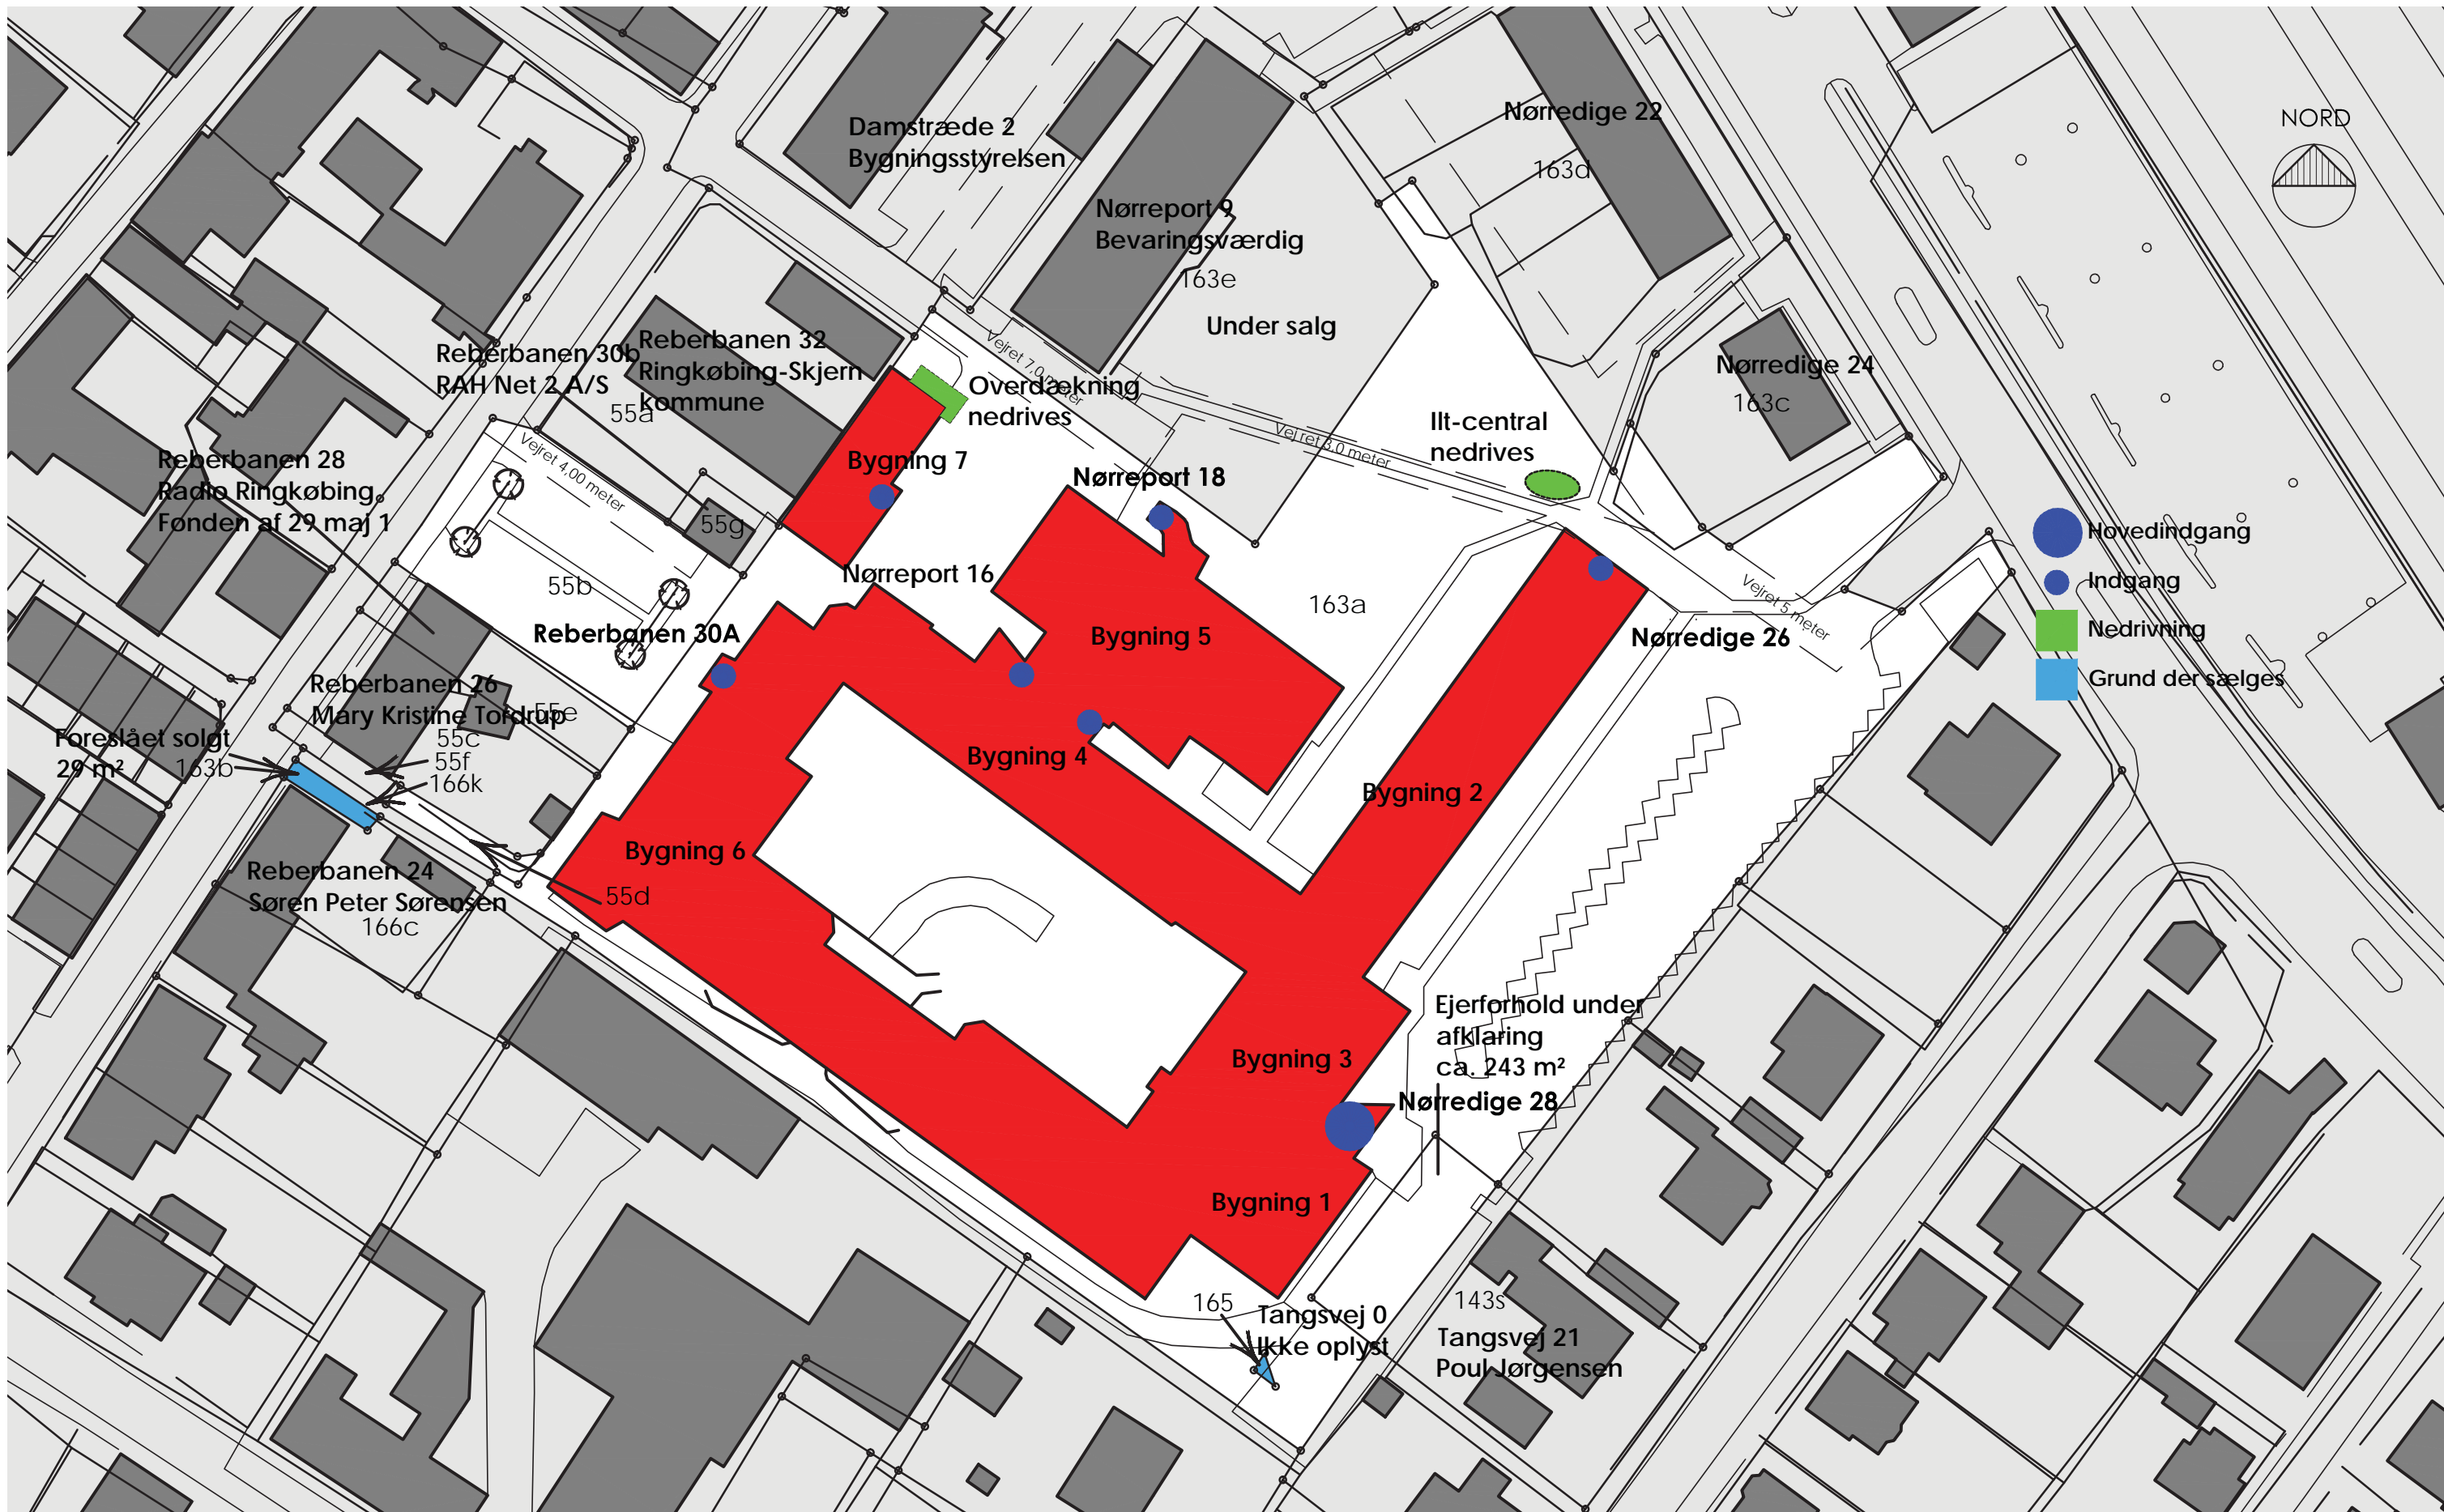 NORD
Nørredige 22
163d
Damstræde 2
Bygningsstyrelsen
Nørreport 9
Bevaringsværdig
163e
Under salg
Reberbanen 30b
RAH Net 2 A/S
Reberbanen 32
Ringkøbing-Skjern
kommune
55a
Vejret 7,0 meter
Overdækning
nedrives
Nørredige 24
163c
Ilt-central
nedrives
Vej ret 3,0 meter
Vejret 4,00 meter
Reberbanen 28
Radio Ringkøbing
Fonden af 29 maj 1
Bygning 7
Nørreport 18
55g
Hovedindgang
Indgang
Nedrivning
Grund der sælges
Nørreport 16
55b
163a
Vejret 5 meter
Reberbanen 30A
Bygning 5
Nørredige 26
Reberbanen 26
Mary Kristine Tordrup
55e
55c
55f
166k
Foreslået solgt
29 m²
163b
Bygning 4
Bygning 2
Bygning 6
Reberbanen 24
Søren Peter Sørensen
166c
55d
Ejerforhold under
afklaring
ca. 243 m²
Bygning 3
Nørredige 28
Bygning 1
165
Tangsvej 0
Ikke oplyst
143s
Tangsvej 21
Poul Jørgensen